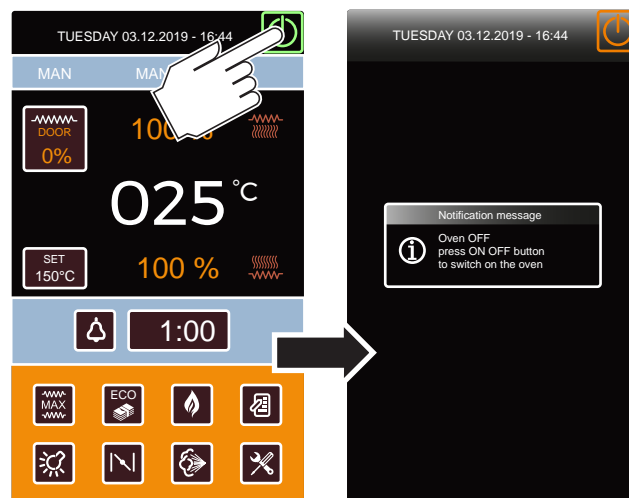 TUESDAY 03.12.2019 - 16:44
MAN
DOOR
0%
100 %
025°C
SET
150°C
100 %
1:00
MAX
ECO
TUESDAY 03.12.2019 - 16:44
Notification message
Oven OFF
press ON OFF button
to switch on the oven